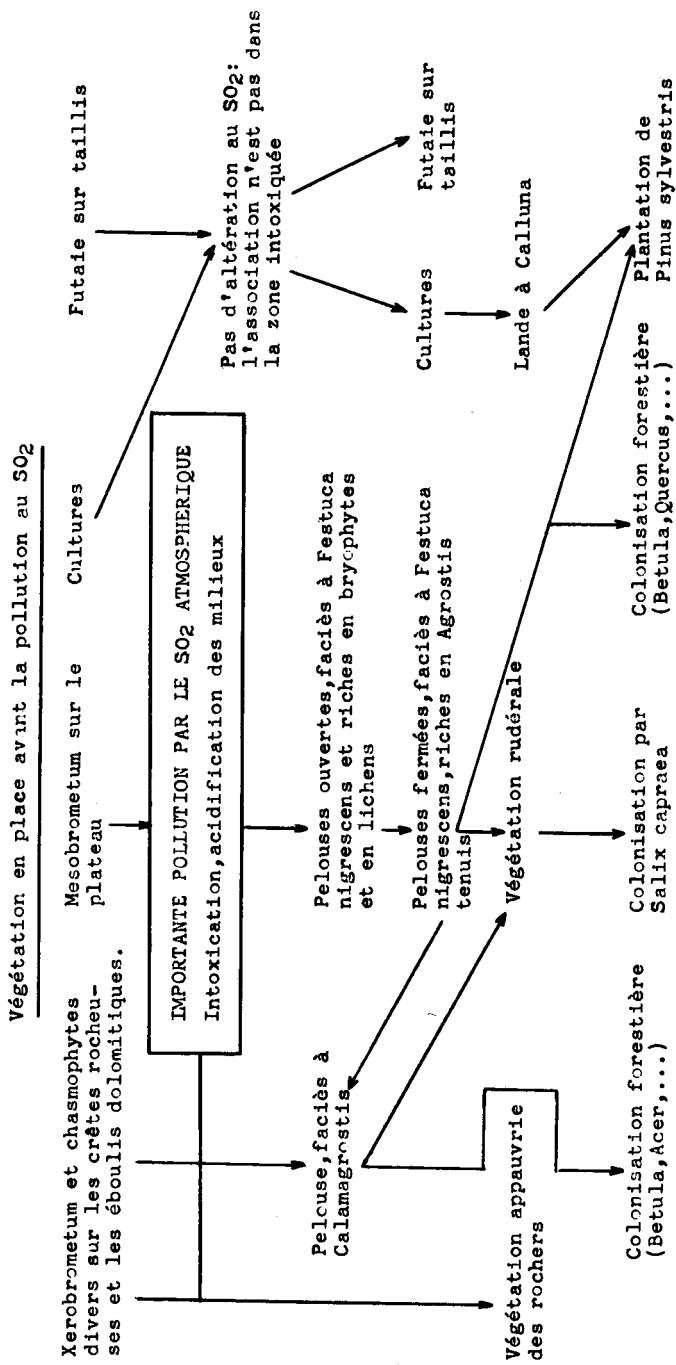 Végétation en place avant la pollution au SO2
Xerobrometum et chasmophytes
divers sur les crêtes rocheu-
ses et les éboulis dolomitiques.
Mesobrometum sur le
plateau
Cultures
Futaie sur taillis
IMPORTANTE POLLUTION PAR LE SO2 ATMOSPHERIQUE
Intoxication,acidification des milieux
Pas d'altération au SO2:
l'association n'est pas dans
la zone intoxiquée
Pelouse,faciès à
Calamagrostis
Pelouses ouvertes,faciès à Festuca
nigrescens et riches en bryophytes
et en lichens
Cultures
Futaie sur
taillis
Pelouses fermées,faciès à Festuca
nigrescens,riches en Agrostis
tenuis
Végétation appauvrie
des rochers
Végétation rudérale
Lande à Calluna
Colonisation forestière
(Betula,Acer,...)
Colonisation par
Salix capraea
Colonisation forestière
(Betula,Quercus,...)
Plantation de
Pinus sylvestris